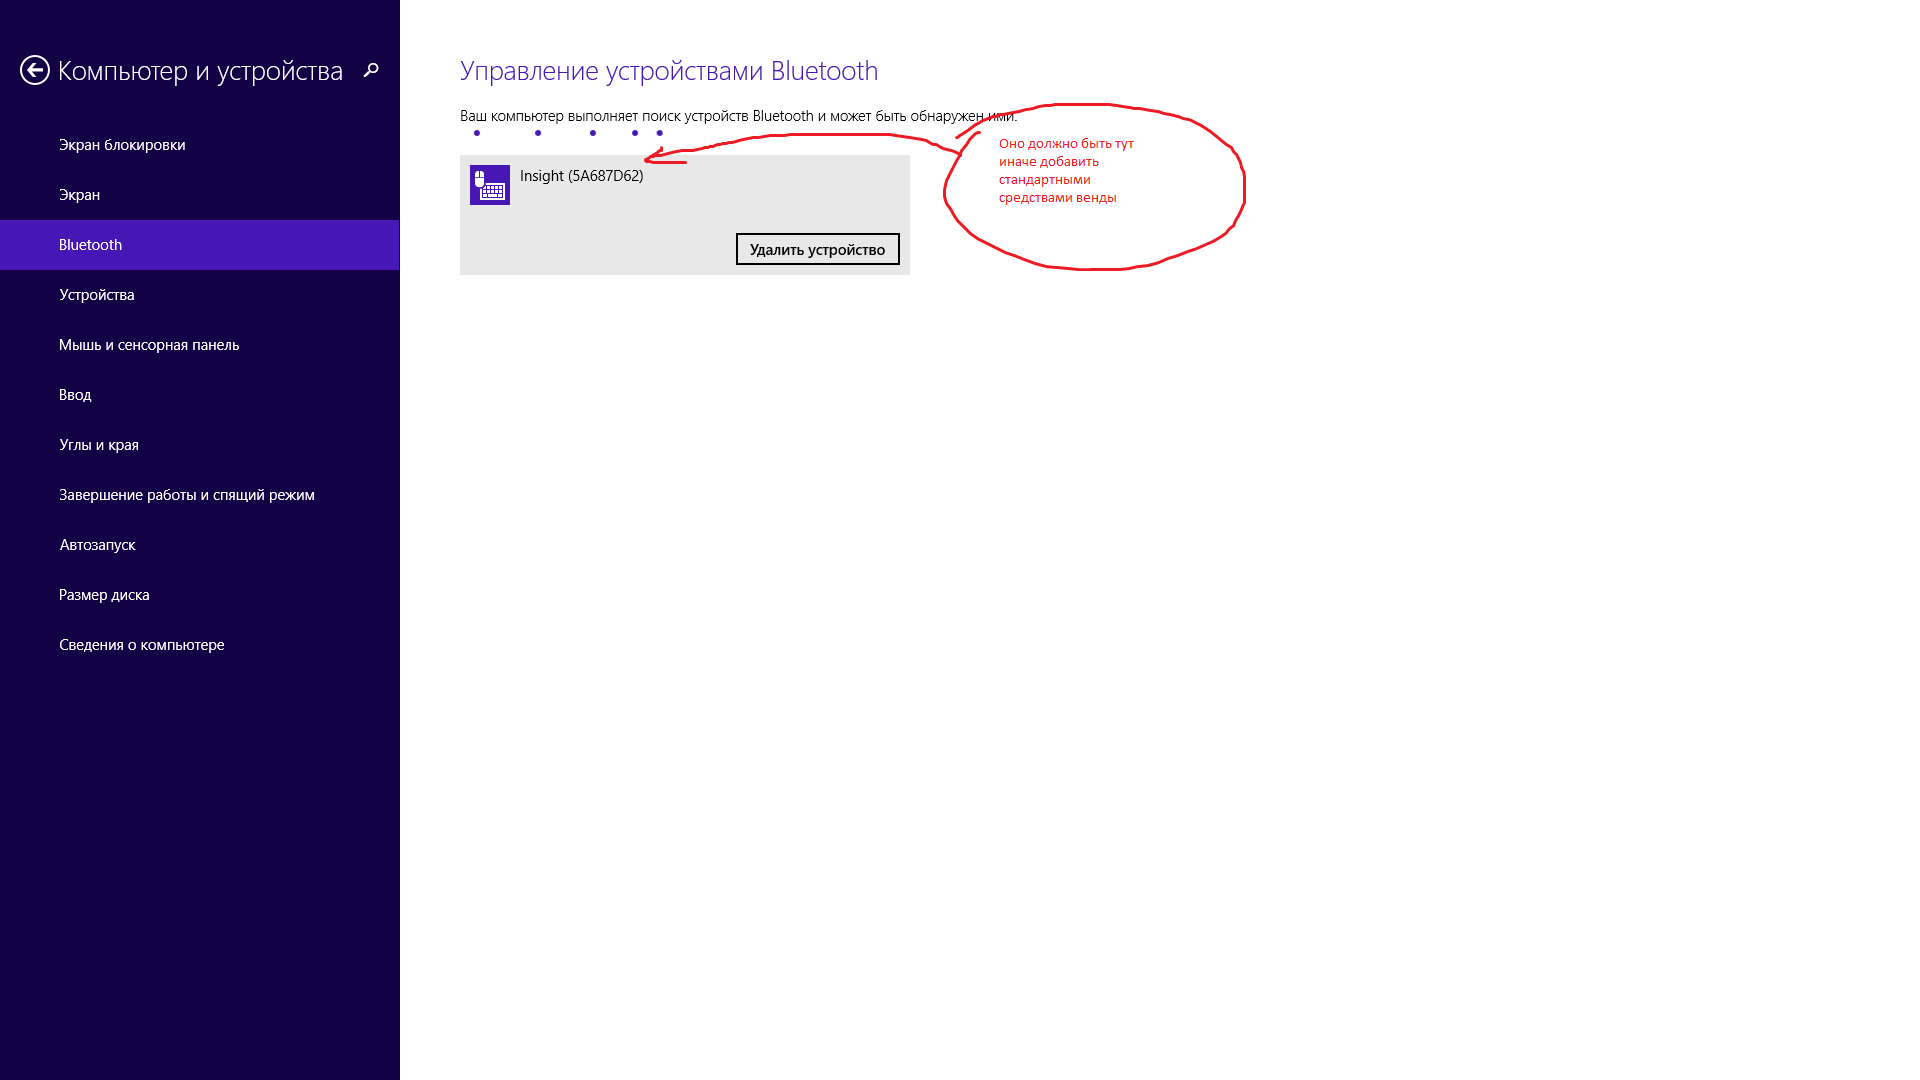 Компьютер и устройства
Экран блокировки
Экран
Bluetooth
Устройства
Мышь и сенсорная панель
Ввод
Углы и края
Завершение работы и спящий режим
Автозапуск
Размер диска
Сведения о компьютере
Управление устройствами Bluetooth
Ваш компьютер выполняет поиск устройств Bluetooth и может быть обнаружен ими.
Insight (5A687D62)
Удалить устройство
Оно должно быть тут
иначе добавить
стандартными
средствами венды